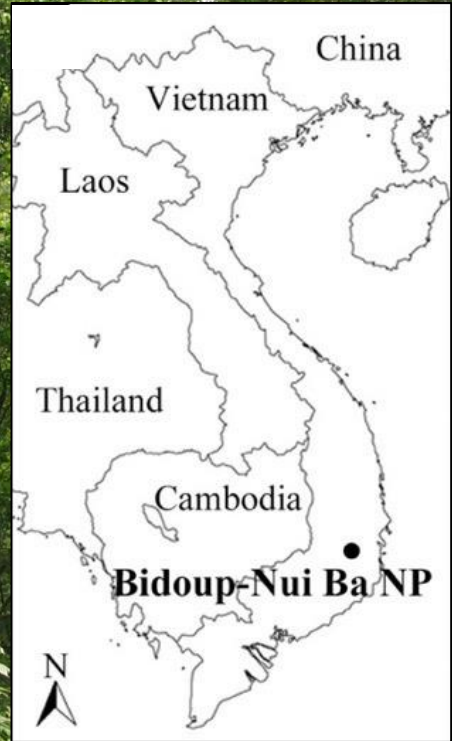 China
Vietnam
Laos
Thailand
Cambodia
Bidoup-Nui Ba NP
N